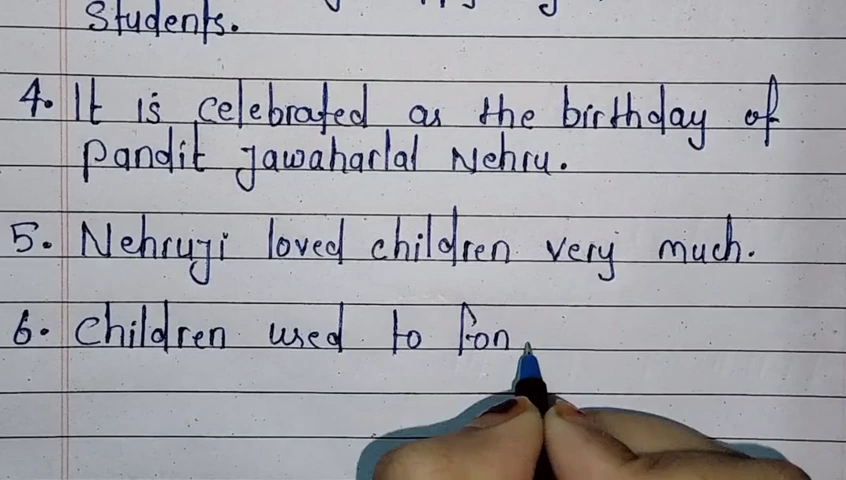 Students.
4. It is celebrated as the birthday of
Pandit Jawaharlal Nehru.
5. Nehruji loved children very much.
6. Children used to fon